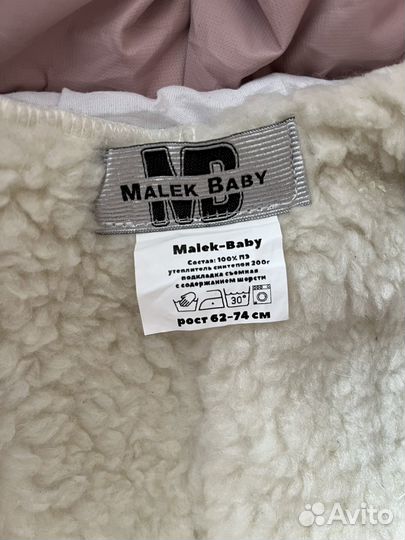 MB
MALEK BABY
Malek-Baby
Состав: 100% ПЭ
утеплитель синтепон 200г
подкладка съемная
с содержанием шерсти
30°
рост 62-74 см
Avito